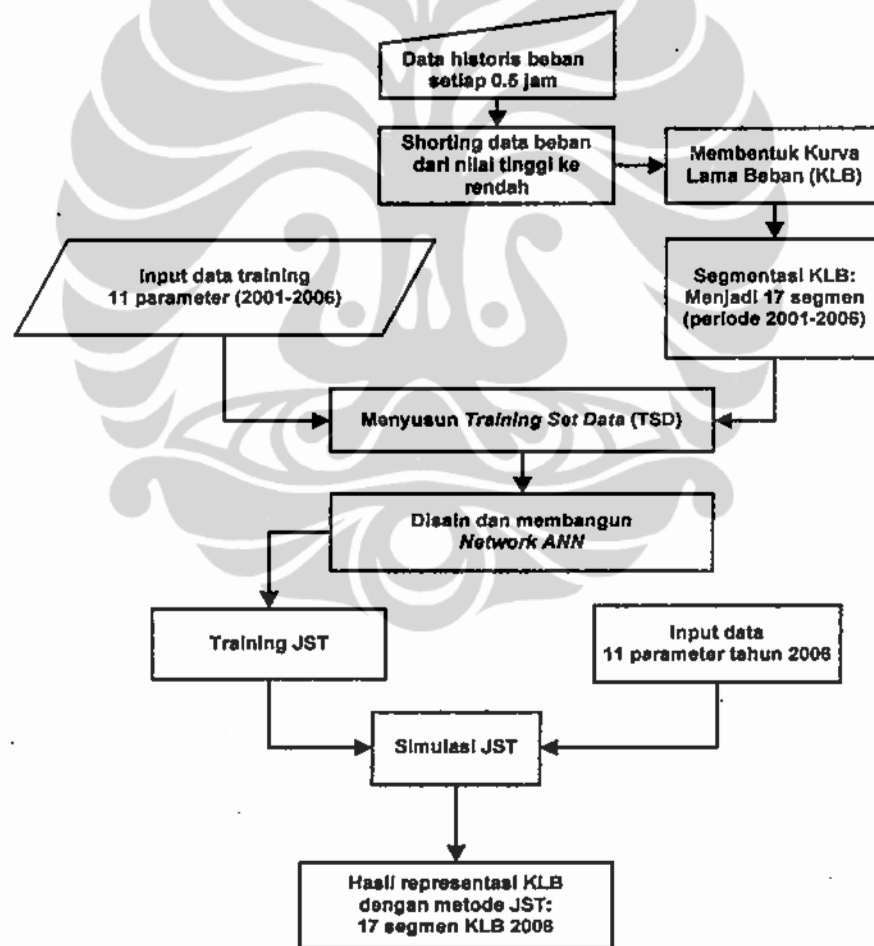 Data historis beban
setiap 0.5 jam
Shorting data beban
dari nilai tinggi ke
rendah
Membentuk Kurva
Lama Beban (KLB)
Input data training
11 parameter (2001-2006)
Segmentasi KLB:
Menjadi 17 segmen
(periode 2001-2006)
Menyusun Training Set Data (TSD)
Disain dan membangun
Network ANN
Training JST
Input data
11 parameter tahun 2006
Simulasi JST
Hasil representasi KLB
dengan metode JST:
17 segmen KLB 2006